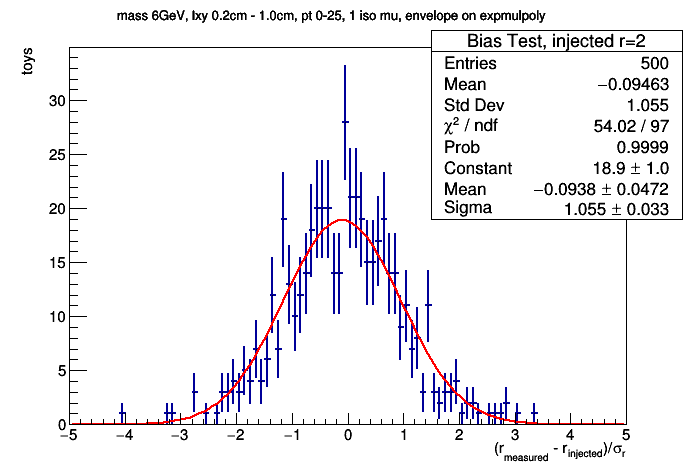 mass 6GeV, lxy 0.2cm - 1.0cm, pt 0-25, 1 iso mu, envelope on expmulpoly
Bias Test, injected r=2
Entries 500
Mean −0.09463
Std Dev 1.055
χ² / ndf 54.02 / 97
Prob 0.9999
Constant 18.9 ± 1.0
Mean −0.0938 ± 0.0472
Sigma 1.055 ± 0.033
toys
30
25
20
15
10
5
0
−5 −4 −3 −2 −1 0 1 2 3 4 5
(r_measured - r_injected)/σ_r